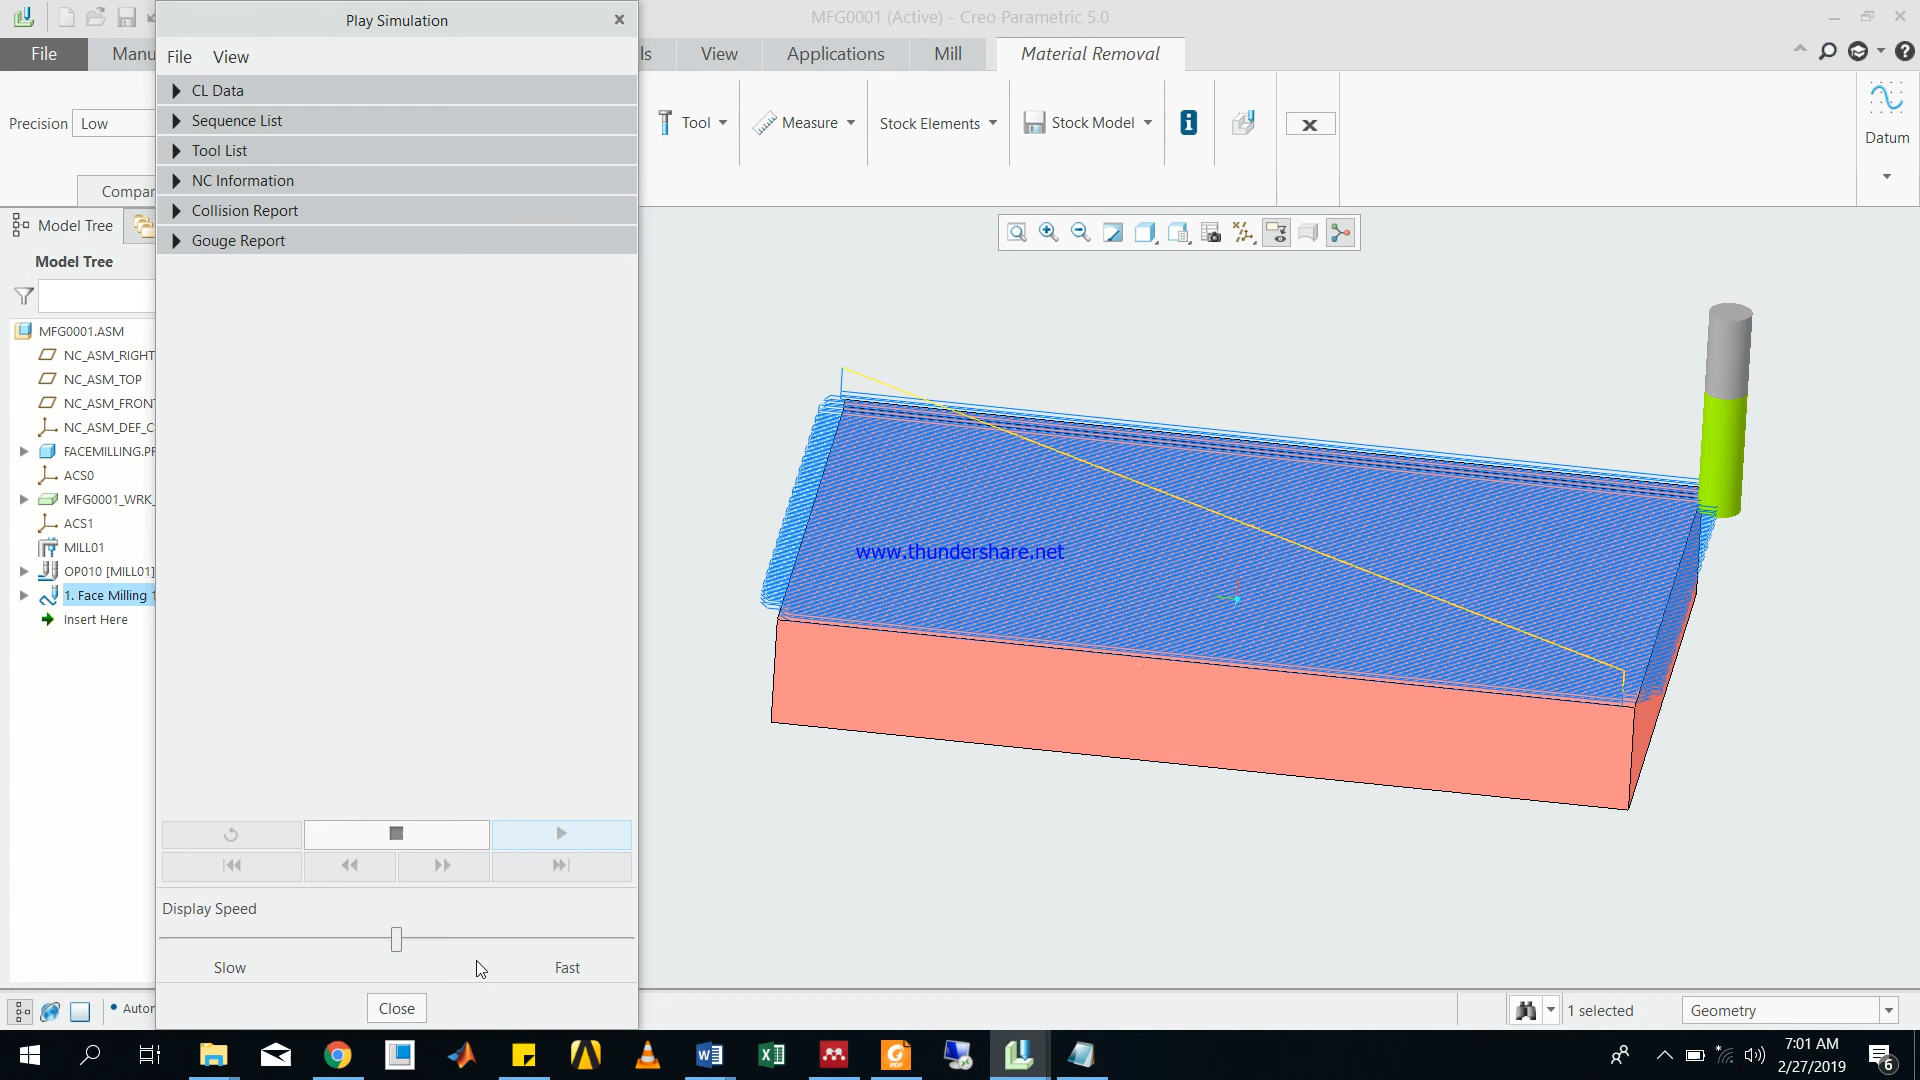 Play Simulation
MFG0001 (Active) - Creo Parametric 5.0
File
Manu
ls
View
Applications
Mill
Material Removal
File
View
CL Data
Sequence List
Tool List
NC Information
Collision Report
Gouge Report
Precision
Low
Compar
Tool
Measure
Stock Elements
Stock Model
Datum
Model Tree
Model Tree
MFG0001.ASM
NC_ASM_RIGHT
NC_ASM_TOP
NC_ASM_FRON
NC_ASM_DEF_C
FACEMILLING.PR
ACS0
MFG0001_WRK_
ACS1
MILL01
OP010 [MILL01]
1. Face Milling 1
Insert Here
www.thundershare.net
Display Speed
Slow
Fast
Close
Autor
1 selected
Geometry
7:01 AM
2/27/2019
6